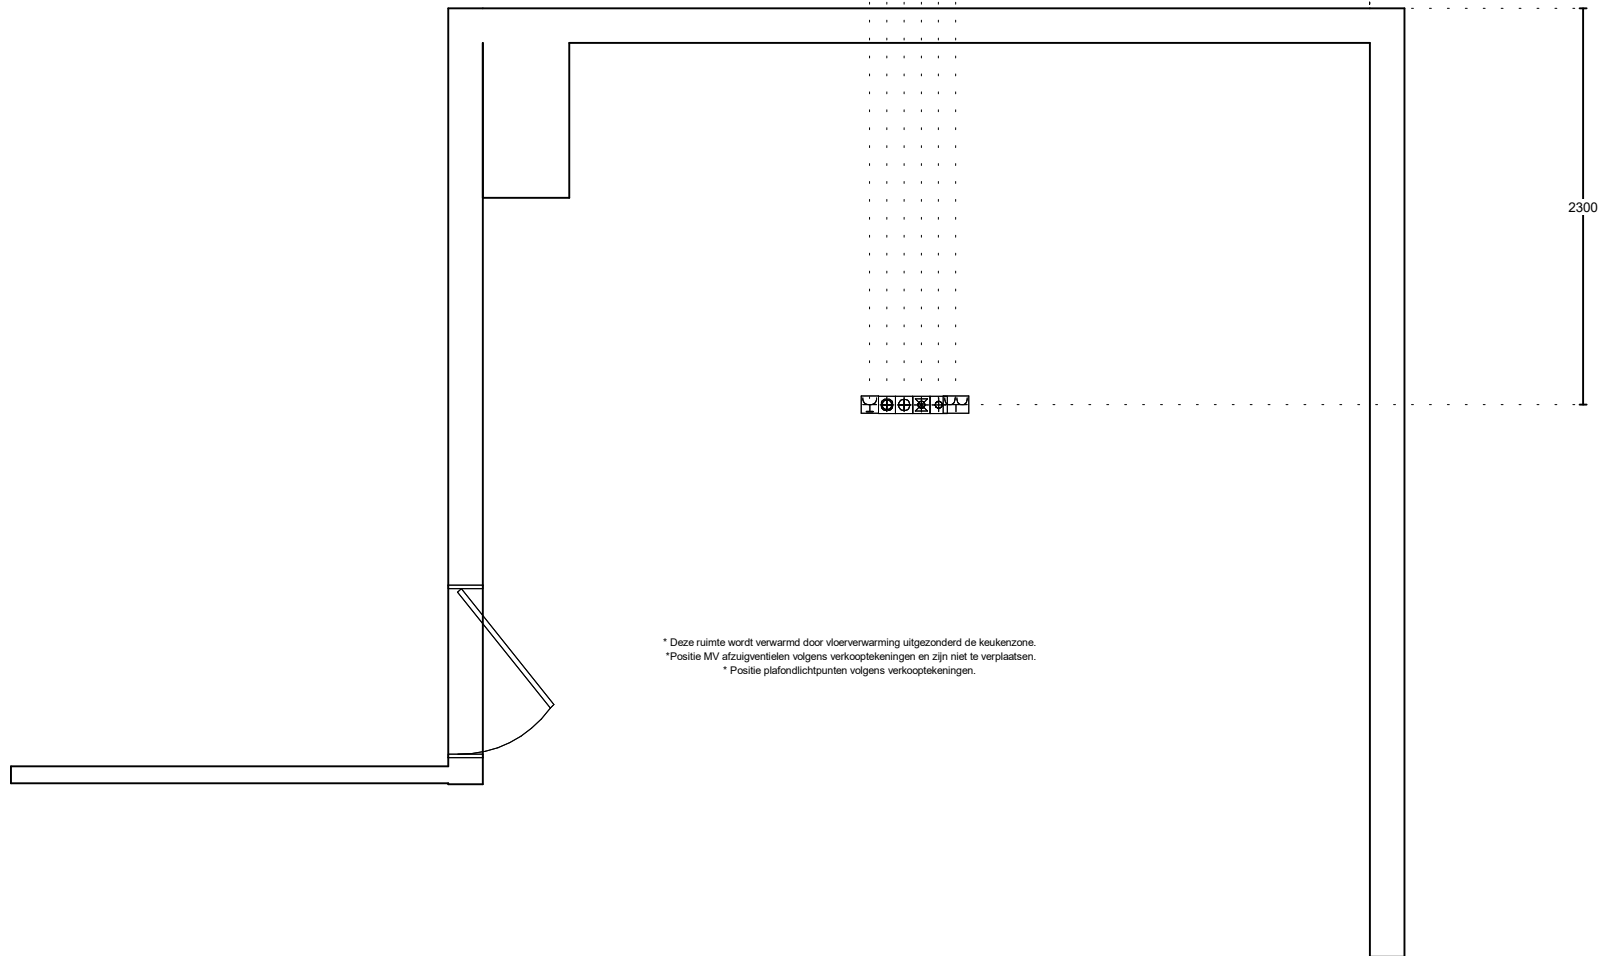 2300
* Deze ruimte wordt verwarmd door vloerverwarming uitgezonderd de keukenzone.
*Positie MV afzuigventielen volgens verkooptekeningen en zijn niet te verplaatsen.
* Positie plafondlichtpunten volgens verkooptekeningen.